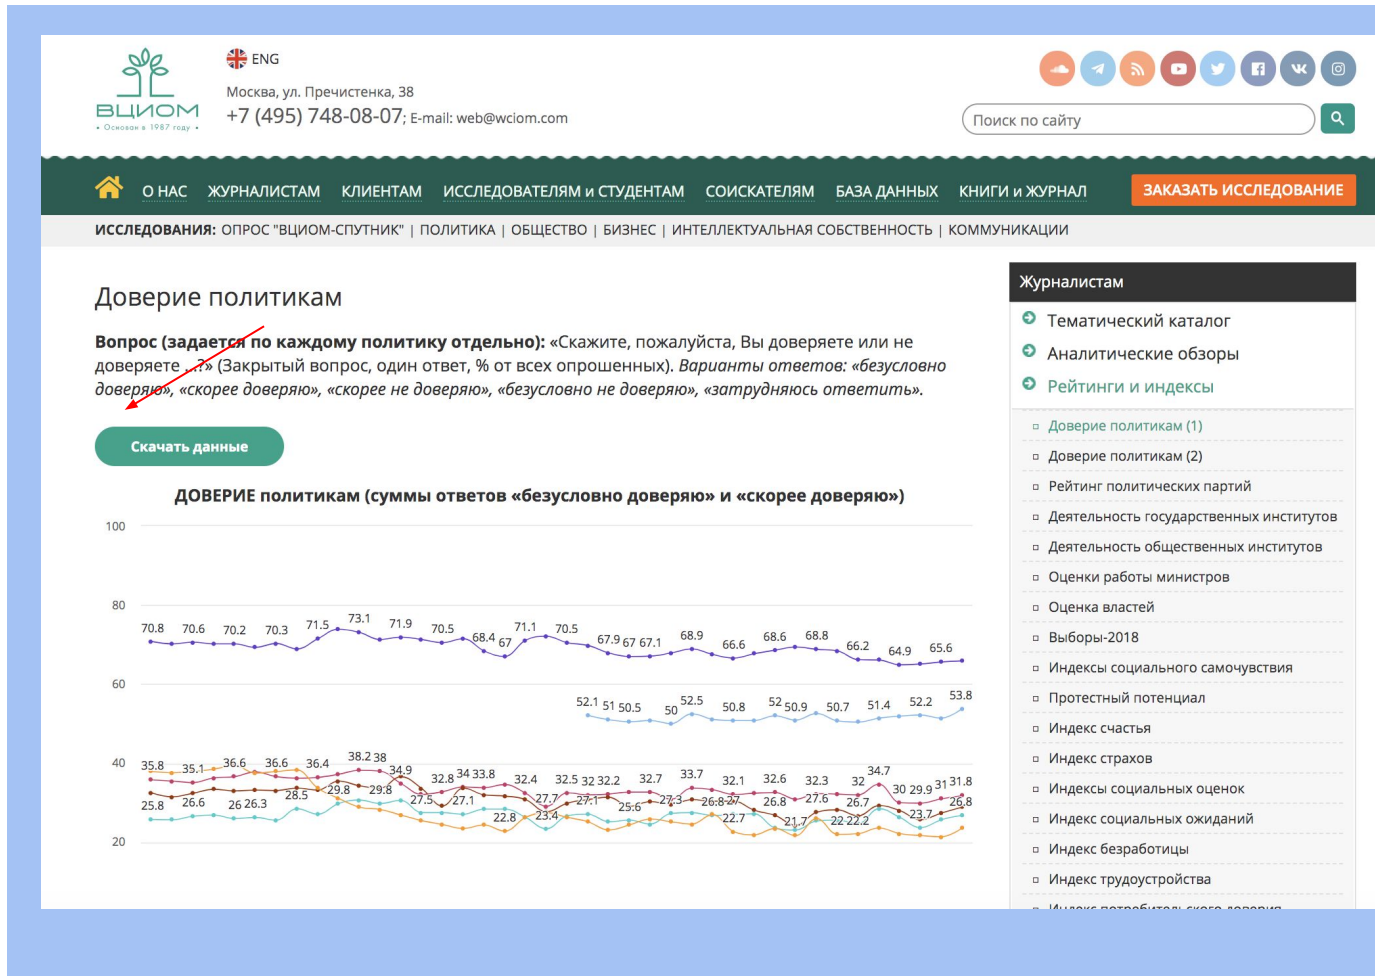 ENG
Москва, ул. Пречистенка, 38
+7 (495) 748-08-07; E-mail: web@wciom.com
ВЦИОМ
• Основан в 1987 году •
Поиск по сайту
О НАС ЖУРНАЛИСТАМ КЛИЕНТАМ ИССЛЕДОВАТЕЛЯМ и СТУДЕНТАМ СОИСКАТЕЛЯМ БАЗА ДАННЫХ КНИГИ и ЖУРНАЛ ЗАКАЗАТЬ ИССЛЕДОВАНИЕ
ИССЛЕДОВАНИЯ: ОПРОС "ВЦИОМ-СПУТНИК" | ПОЛИТИКА | ОБЩЕСТВО | БИЗНЕС | ИНТЕЛЛЕКТУАЛЬНАЯ СОБСТВЕННОСТЬ | КОММУНИКАЦИИ
Доверие политикам
Вопрос (задается по каждому политику отдельно): «Скажите, пожалуйста, Вы доверяете или не
доверяете ...?» (Закрытый вопрос, один ответ, % от всех опрошенных). Варианты ответов: «безусловно
доверяю», «скорее доверяю», «скорее не доверяю», «безусловно не доверяю», «затрудняюсь ответить».
Скачать данные
ДОВЕРИЕ политикам (суммы ответов «безусловно доверяю» и «скорее доверяю»)
100
80
70.8 70.6 70.2 70.3 71.5 73.1 71.9 70.5 68.4 67 71.1 70.5 67.9 67 67.1 68.9 66.6 68.6 68.8 66.2 64.9 65.6
60
52.1 51 50.5 50 52.5 50.8 52 50.9 50.7 51.4 52.2 53.8
40
35.8 35.1 36.6 36.6 36.4 38.2 38 34.9 32.8 34 33.8 32.4 27.7 32.5 32 32.2 32.7 33.7 32.1 32.6 32.3 32 34.7 30 29.9 31 31.8
25.8 26.6 26 26.3 28.5 29.8 29.8 27.5 27.1 22.8 23.4 27.1 25.6 27.3 26.8 27 22.7 26.8 21.7 27.6 22 22.2 26.7 23.7 26.8
20
Журналистам
Тематический каталог
Аналитические обзоры
Рейтинги и индексы
Доверие политикам (1)
Доверие политикам (2)
Рейтинг политических партий
Деятельность государственных институтов
Деятельность общественных институтов
Оценки работы министров
Оценка властей
Выборы-2018
Индексы социального самочувствия
Протестный потенциал
Индекс счастья
Индекс страхов
Индексы социальных оценок
Индекс социальных ожиданий
Индекс безработицы
Индекс трудоустройства
Индекс потребительского доверия